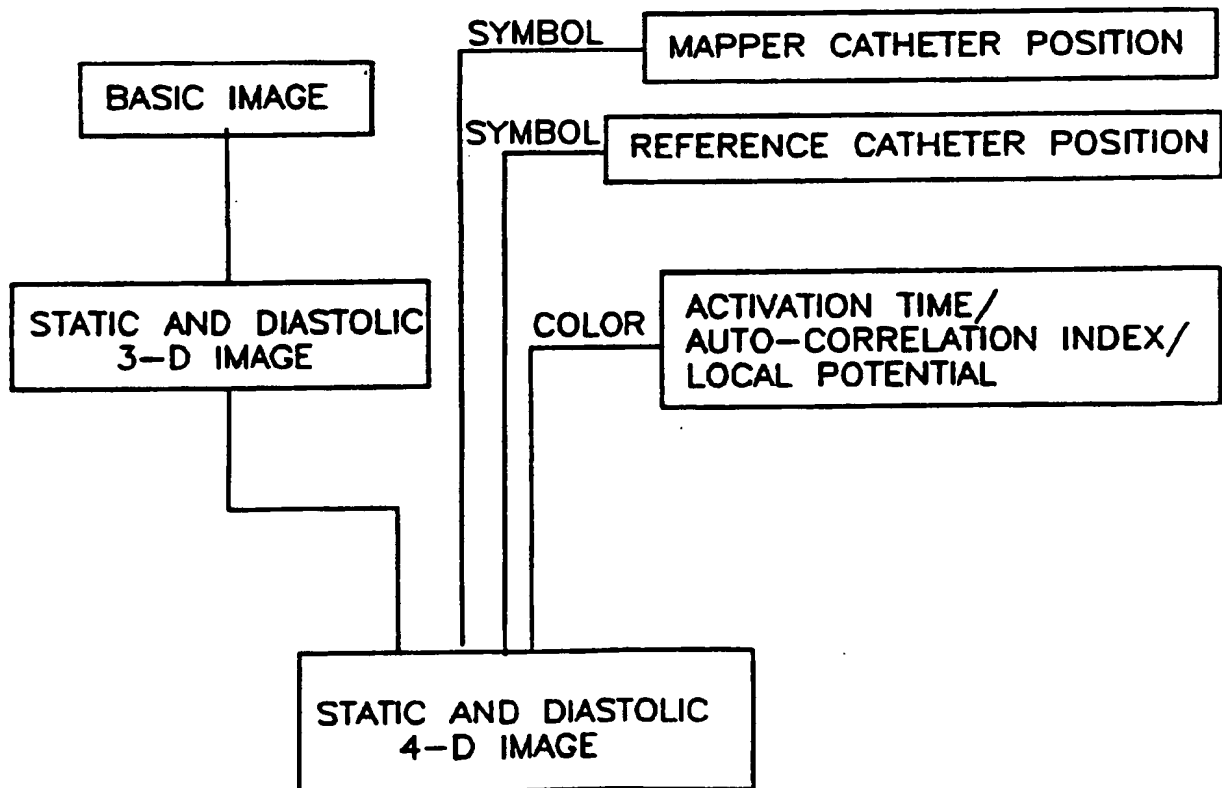 SYMBOL
MAPPER CATHETER POSITION
BASIC IMAGE
SYMBOL
REFERENCE CATHETER POSITION
STATIC AND DIASTOLIC
3-D IMAGE
COLOR
ACTIVATION TIME/
AUTO-CORRELATION INDEX/
LOCAL POTENTIAL
STATIC AND DIASTOLIC
4-D IMAGE